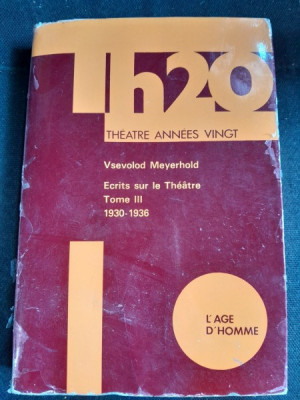 Th20
THÉATRE ANNÉES VINGT
Vsevolod Meyerhold
Ecrits sur le Théâtre
Tome III
1930-1936
L'AGE
D'HOMME